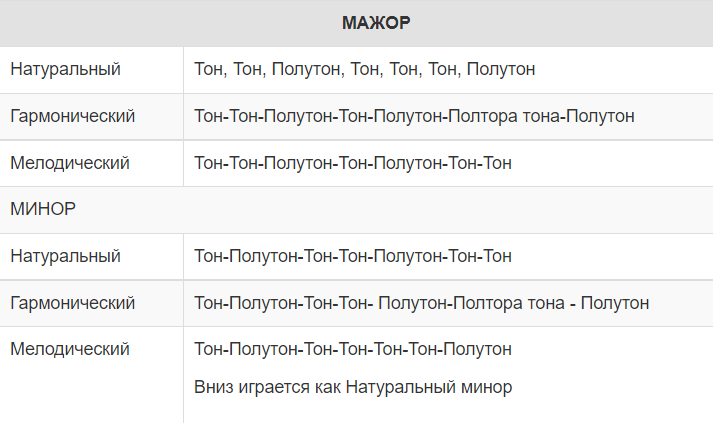 МАЖОР
Натуральный Тон, Тон, Полутон, Тон, Тон, Тон, Полутон
Гармонический Тон-Тон-Полутон-Тон-Полутон-Полтора тона-Полутон
Мелодический Тон-Тон-Полутон-Тон-Полутон-Тон-Тон
МИНОР
Натуральный Тон-Полутон-Тон-Тон-Полутон-Тон-Тон
Гармонический Тон-Полутон-Тон-Тон- Полутон-Полтора тона - Полутон
Мелодический Тон-Полутон-Тон-Тон-Тон-Тон-Полутон
Вниз играется как Натуральный минор